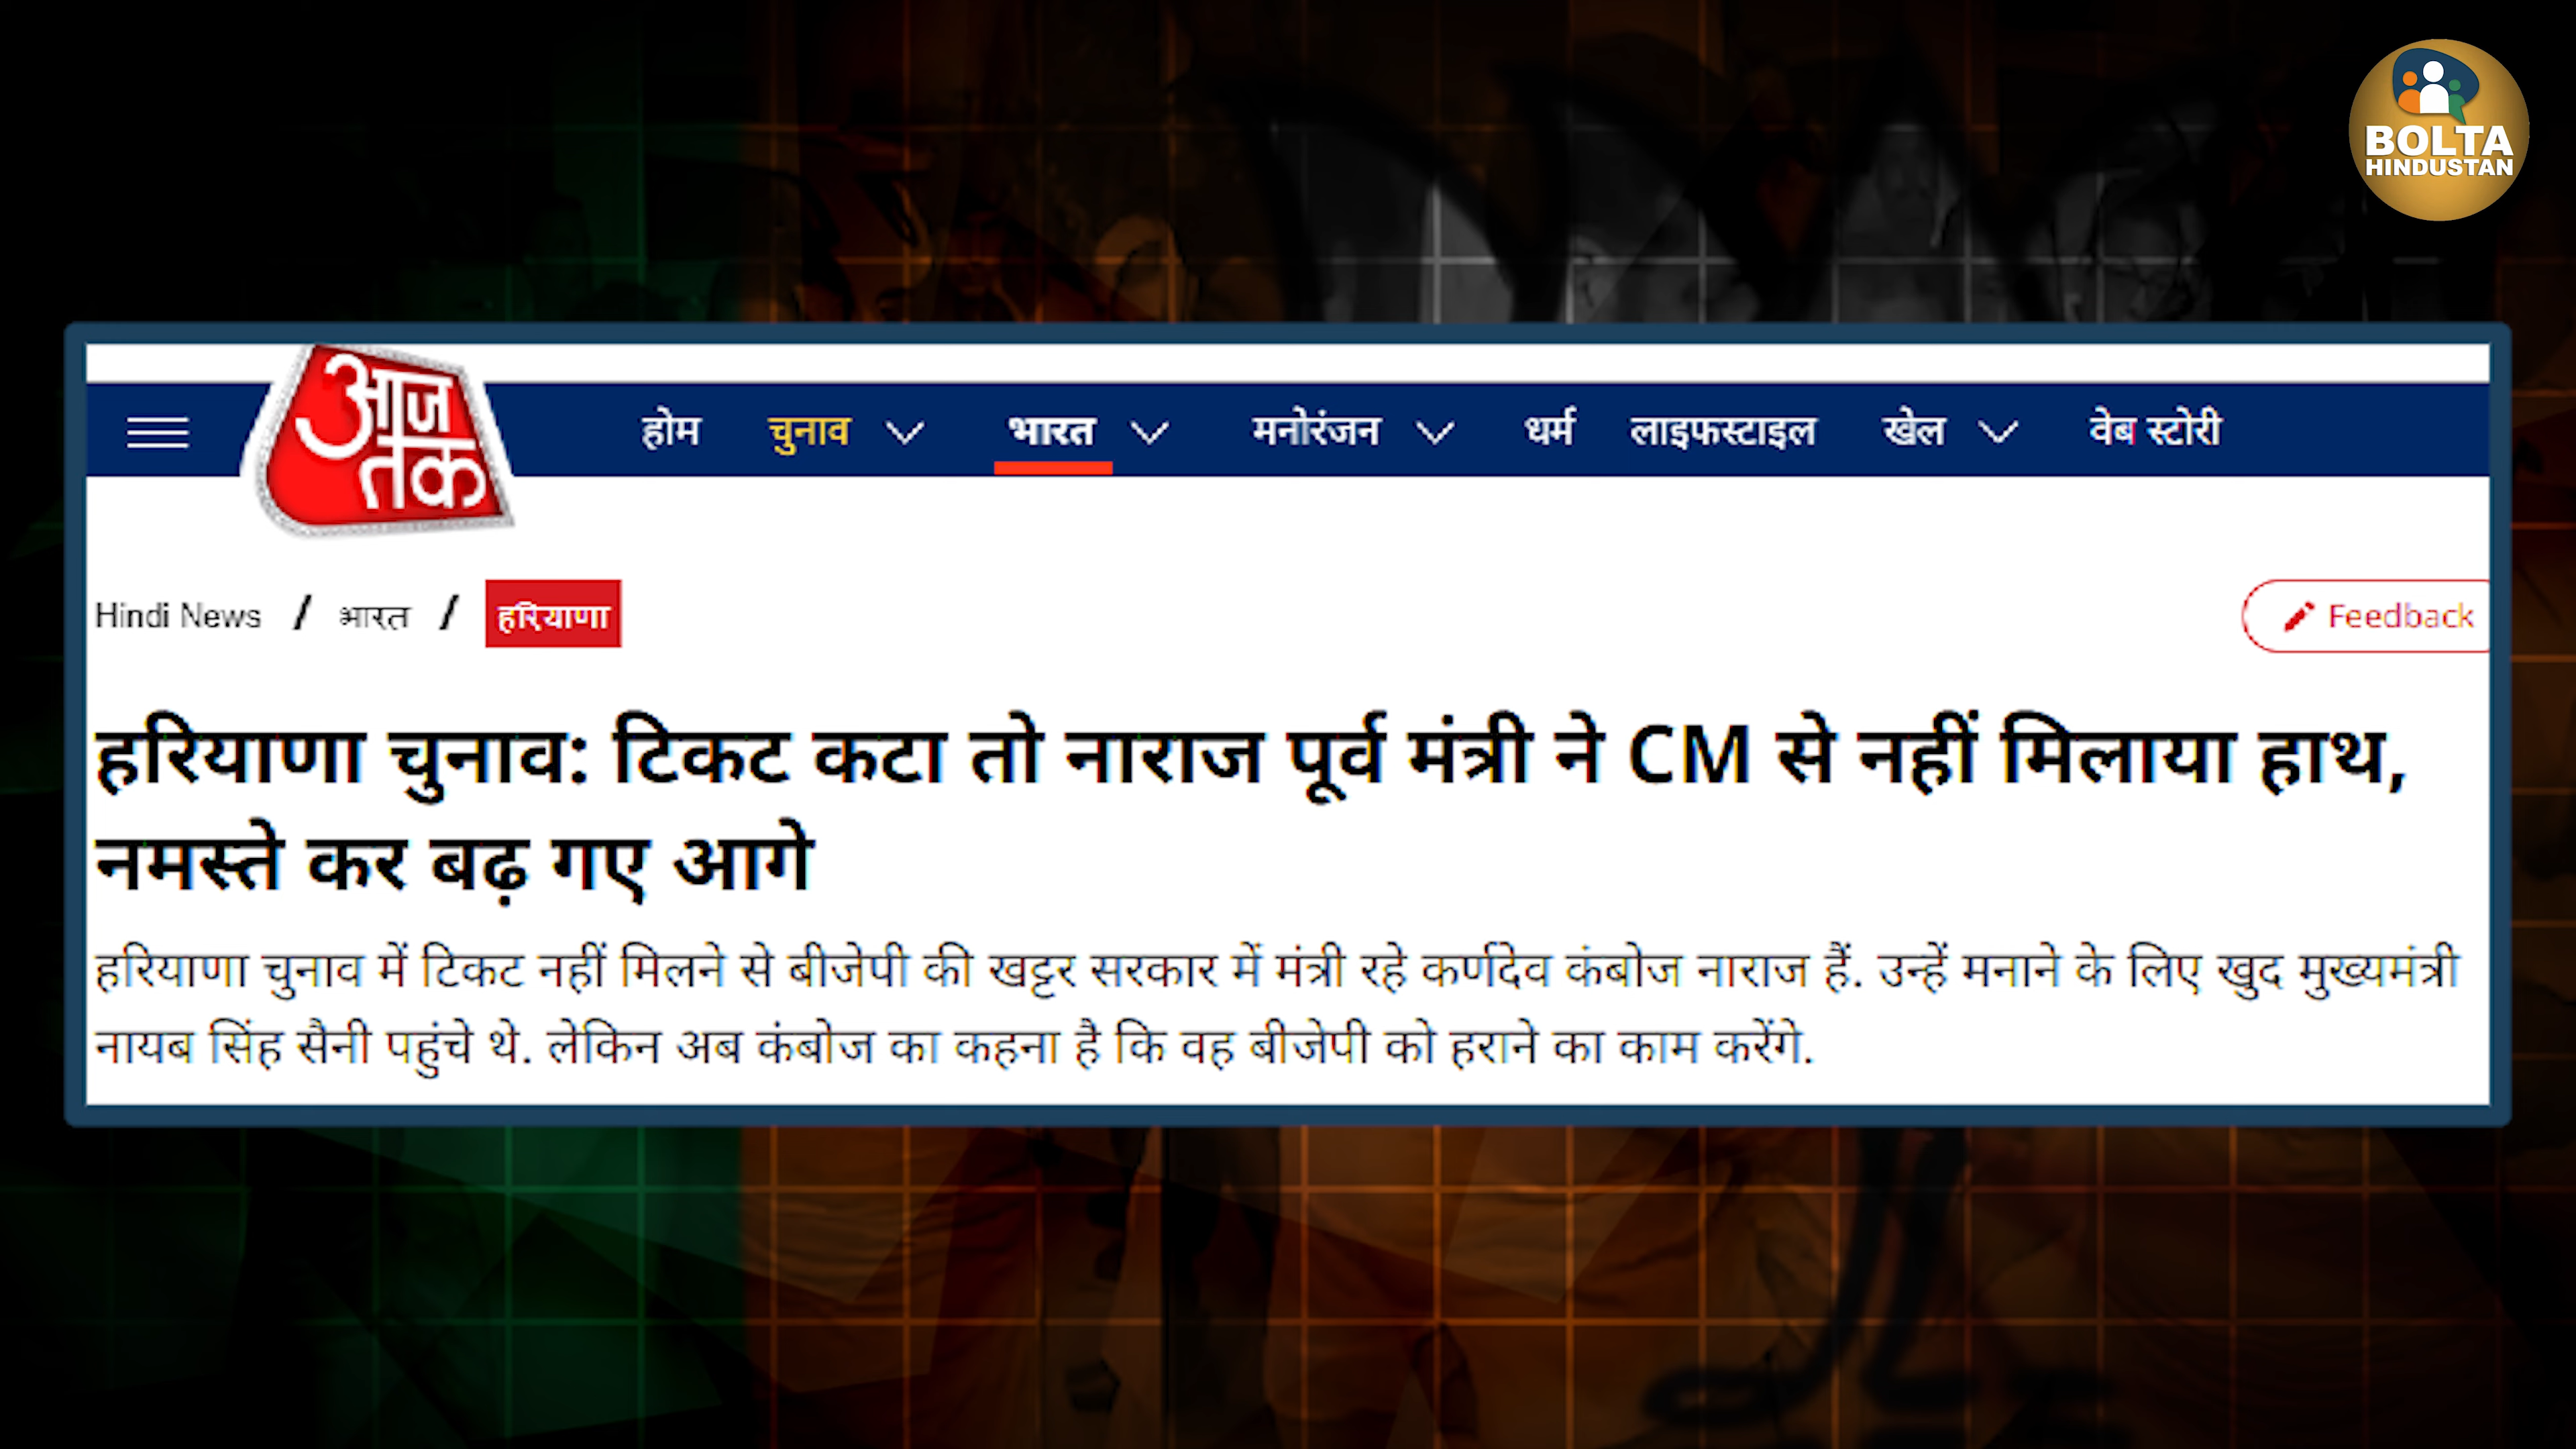 BOLTA
HINDUSTAN
आज
तक
होम चुनाव भारत मनोरंजन धर्म लाइफस्टाइल खेल वेब स्टोरी
Hindi News / भारत / हरियाणा
Feedback
हरियाणा चुनाव: टिकट कटा तो नाराज पूर्व मंत्री ने CM से नहीं मिलाया हाथ,
नमस्ते कर बढ़ गए आगे
हरियाणा चुनाव में टिकट नहीं मिलने से बीजेपी की खट्टर सरकार में मंत्री रहे कर्णदेव कंबोज नाराज हैं. उन्हें मनाने के लिए खुद मुख्यमंत्री
नायब सिंह सैनी पहुंचे थे. लेकिन अब कंबोज का कहना है कि वह बीजेपी को हराने का काम करेंगे.